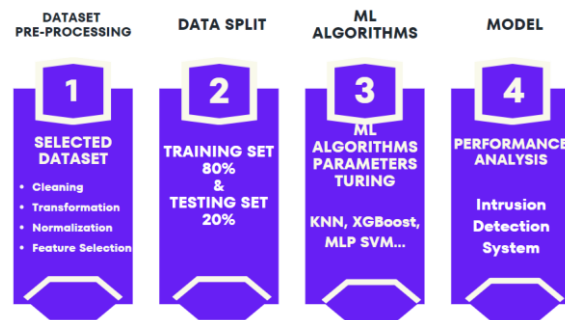 DATASET
PRE-PROCESSING
1
SELECTED
DATASET
• Cleaning
• Transformation
• Normalization
• Feature Selection
DATA SPLIT
2
TRAINING SET
80%
&
TESTING SET
20%
ML
ALGORITHMS
3
ML
ALGORITHMS
PARAMETERS
TURING
KNN, XGBoost,
MLP SVM...
MODEL
4
PERFORMANCE
ANALYSIS
Intrusion
Detection
System